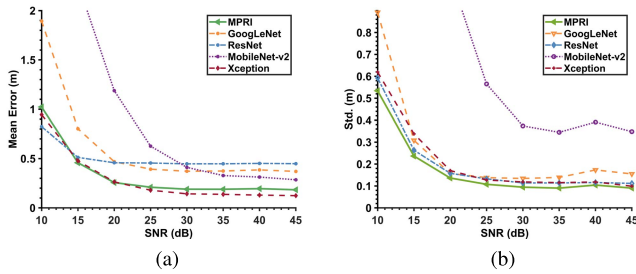 Mean Error (m)
2
1.5
1
0.5
0
10 15 20 25 30 35 40 45
SNR (dB)
MPRI
GoogLeNet
ResNet
MobileNet-v2
Xception
(a)
Std. (m)
0.9
0.8
0.7
0.6
0.5
0.4
0.3
0.2
0.1
0
10 15 20 25 30 35 40 45
SNR (dB)
MPRI
GoogLeNet
ResNet
MobileNet-v2
Xception
(b)